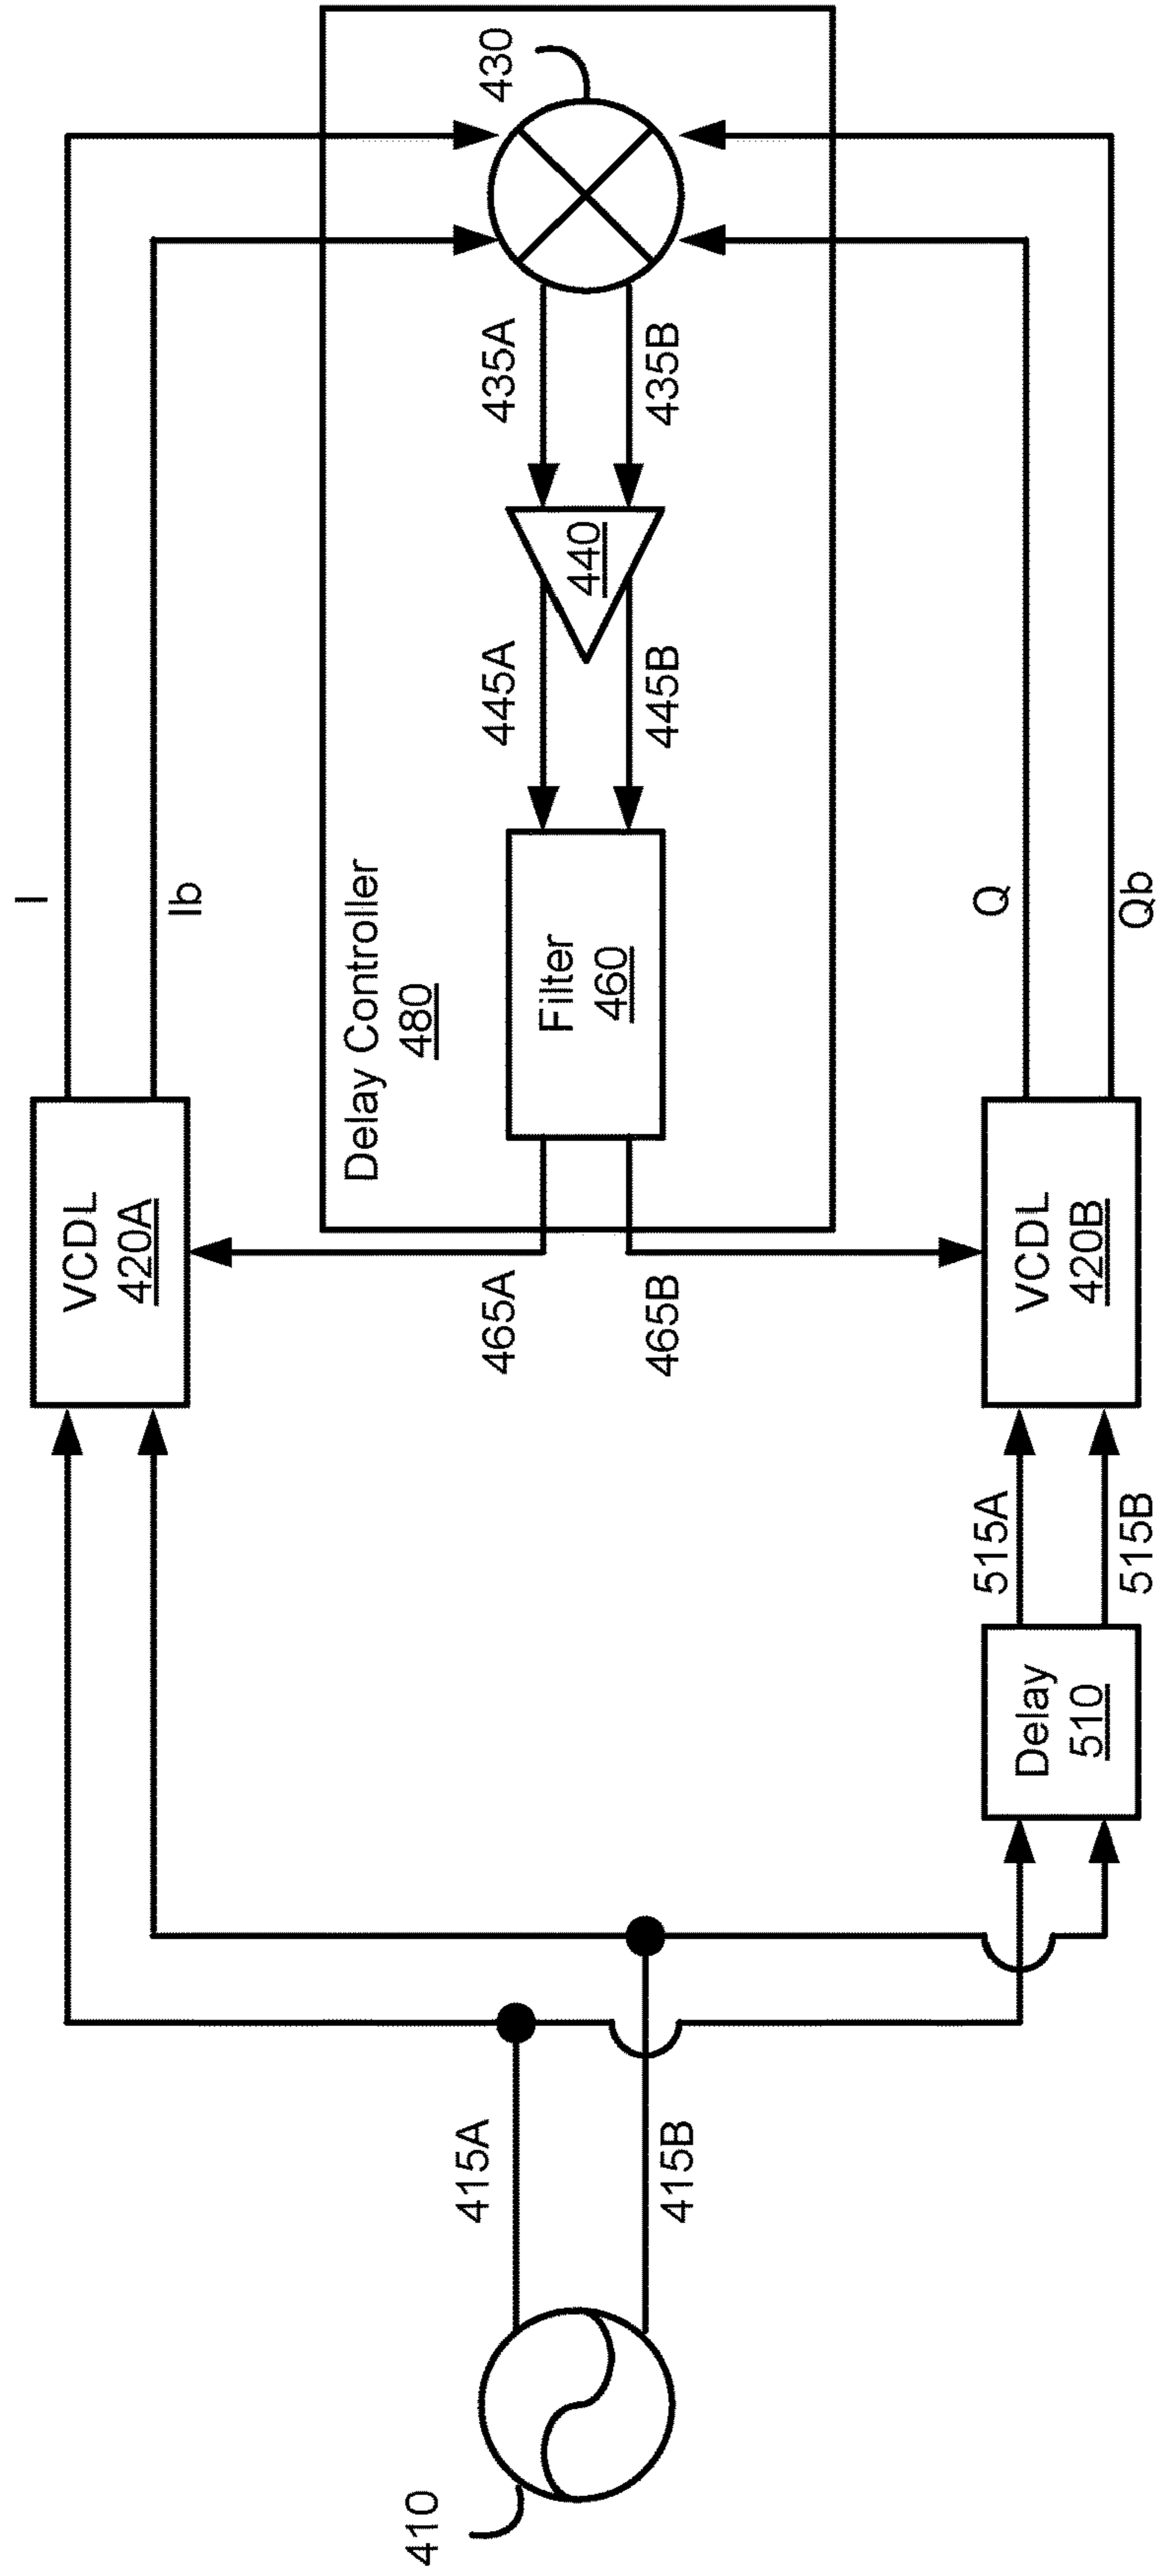 I
Ib
VCDL
420A
430
435A
435B
440
445A
445B
Delay Controller
480
Filter
460
465A
465B
Q
Qb
VCDL
420B
515A
515B
Delay
510
415A
415B
410